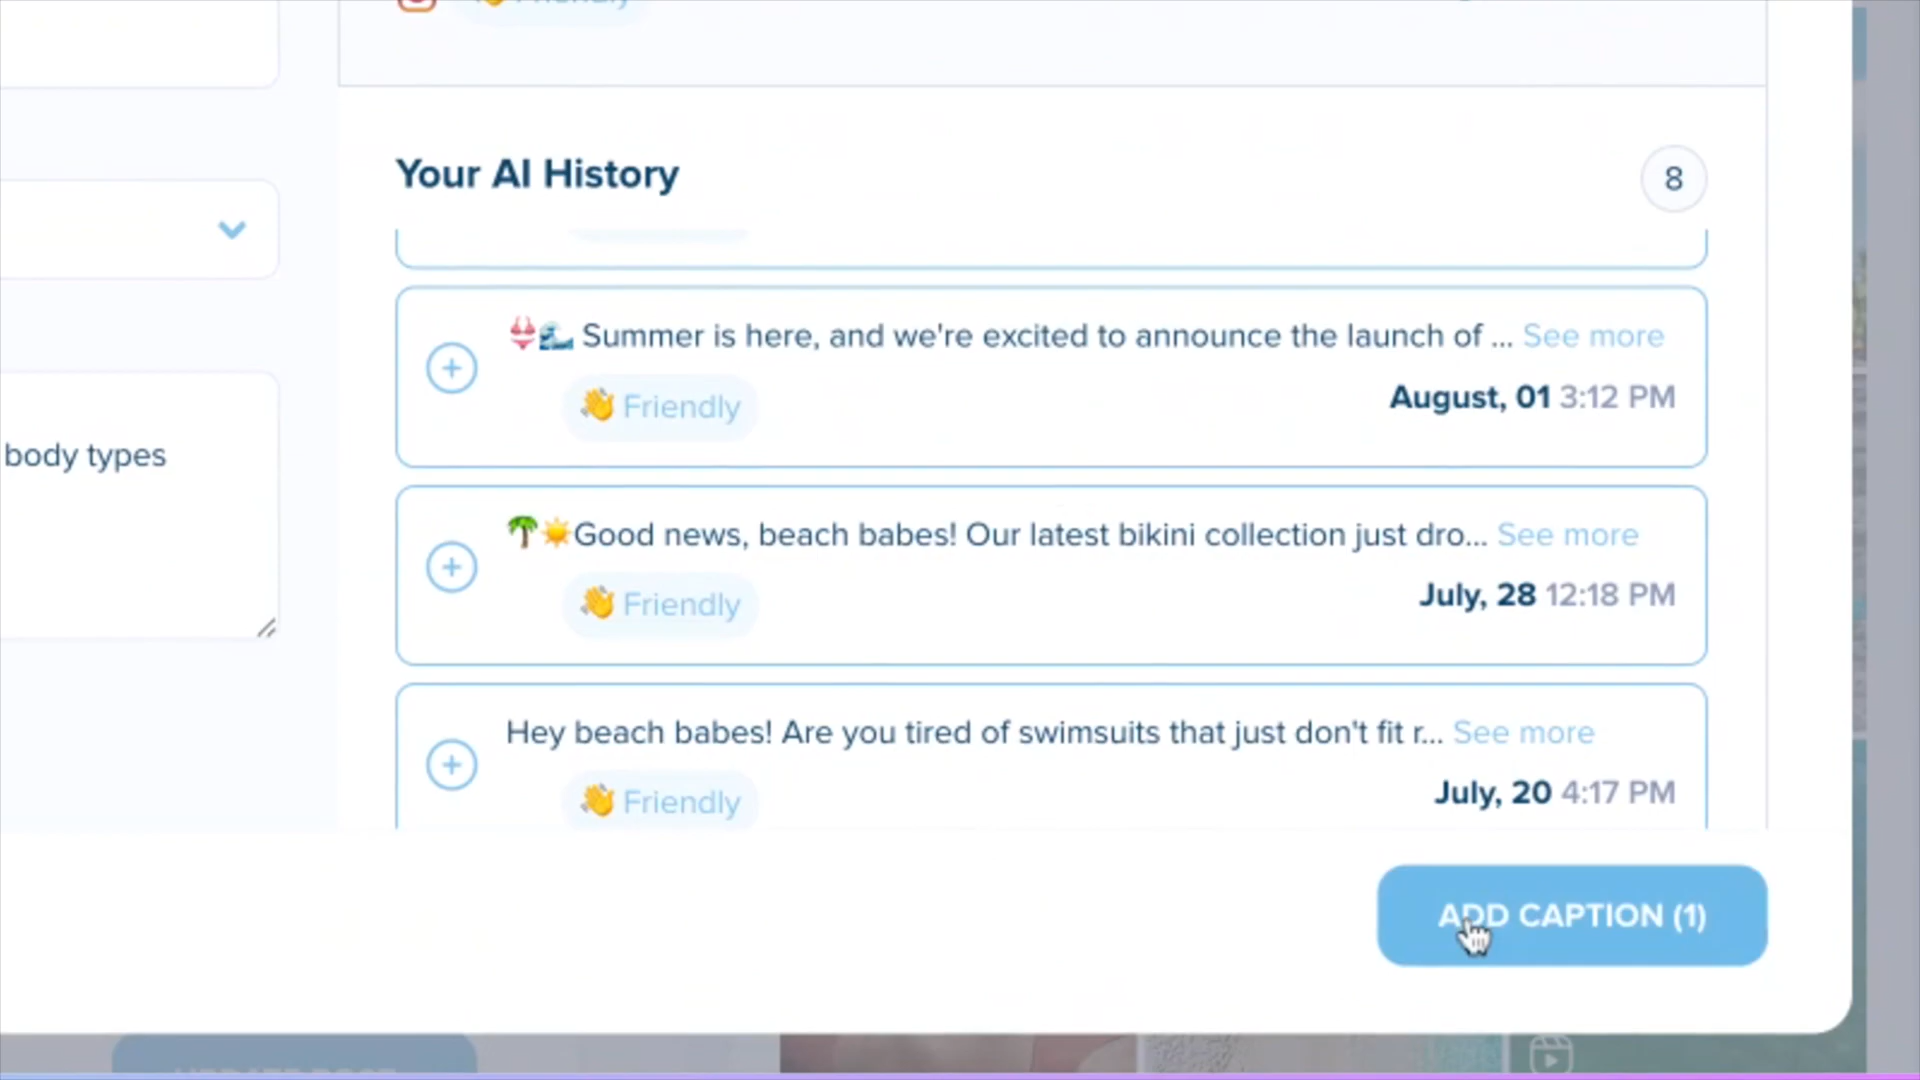 Friendly
Your AI History
8
Summer is here, and we're excited to announce the launch of ... See more
Friendly
August, 01 3:12 PM
body types
Good news, beach babes! Our latest bikini collection just dro... See more
Friendly
July, 28 12:18 PM
Hey beach babes! Are you tired of swimsuits that just don't fit r... See more
Friendly
July, 20 4:17 PM
ADD CAPTION (1)